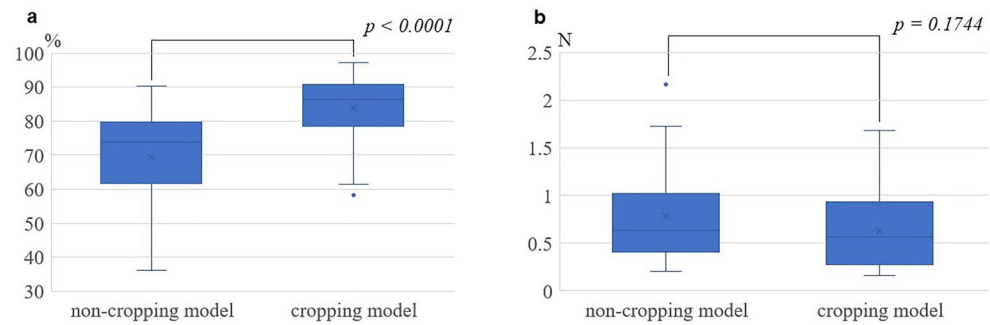 a
%
p < 0.0001
100
90
80
70
60
50
40
30
non-cropping model
cropping model
b
N
p = 0.1744
2.5
2
1.5
1
0.5
0
non-cropping model
cropping model